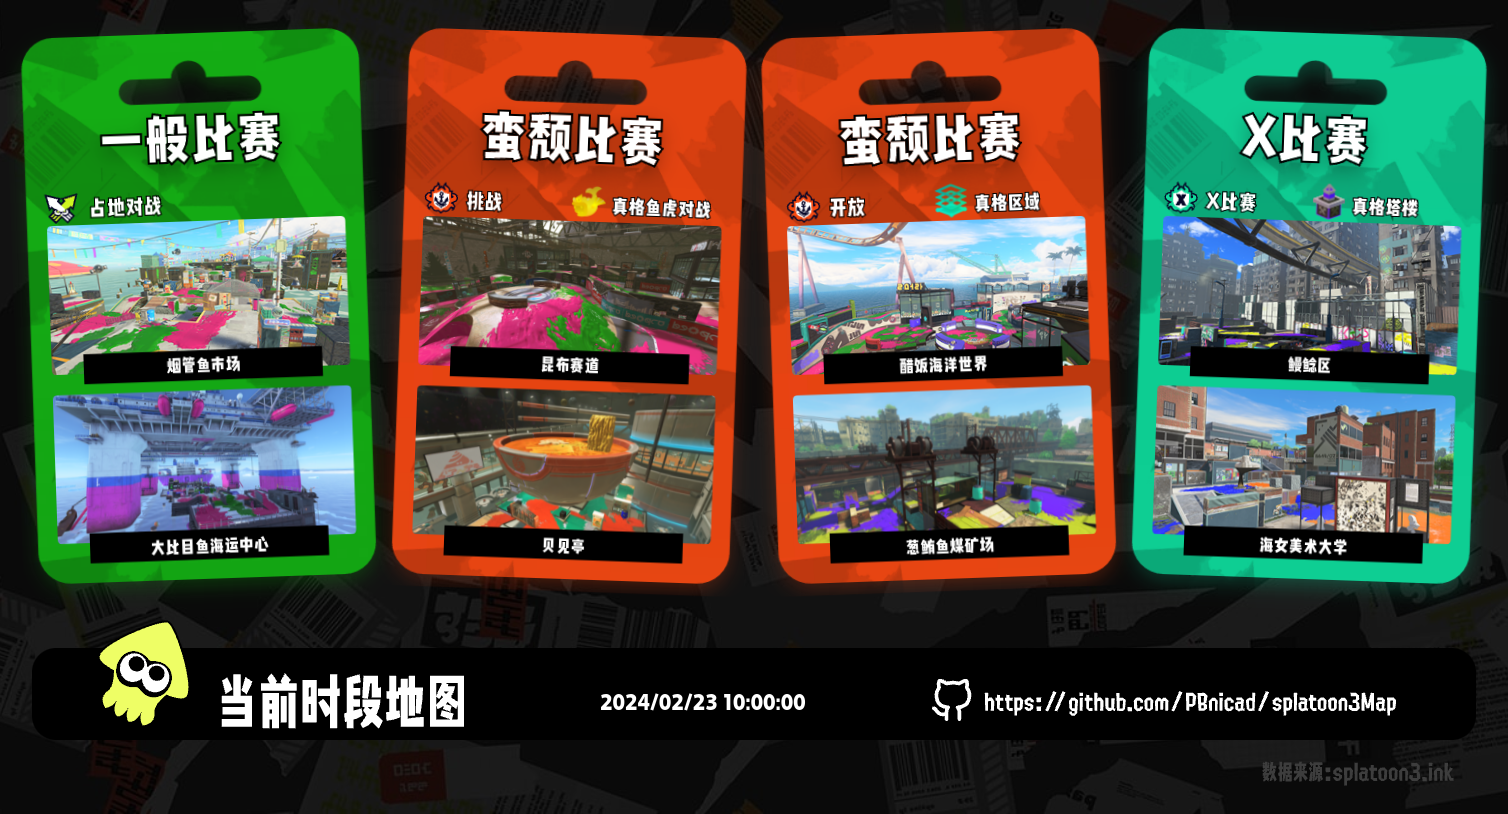 一般比赛
占地对战
烟管鱼市场
大比目鱼海运中心
蛮颓比赛
挑战
真格鱼虎对战
昆布赛道
贝见亭
蛮颓比赛
开放
真格区域
醋饭海洋世界
葱鲔鱼煤矿场
X比赛
X比赛
真格塔楼
鳗鲶区
海女美术大学
当前时段地图
2024/02/23 10:00:00
https://github.com/PBnicad/splatoon3Map
数据来源:splatoon3.ink